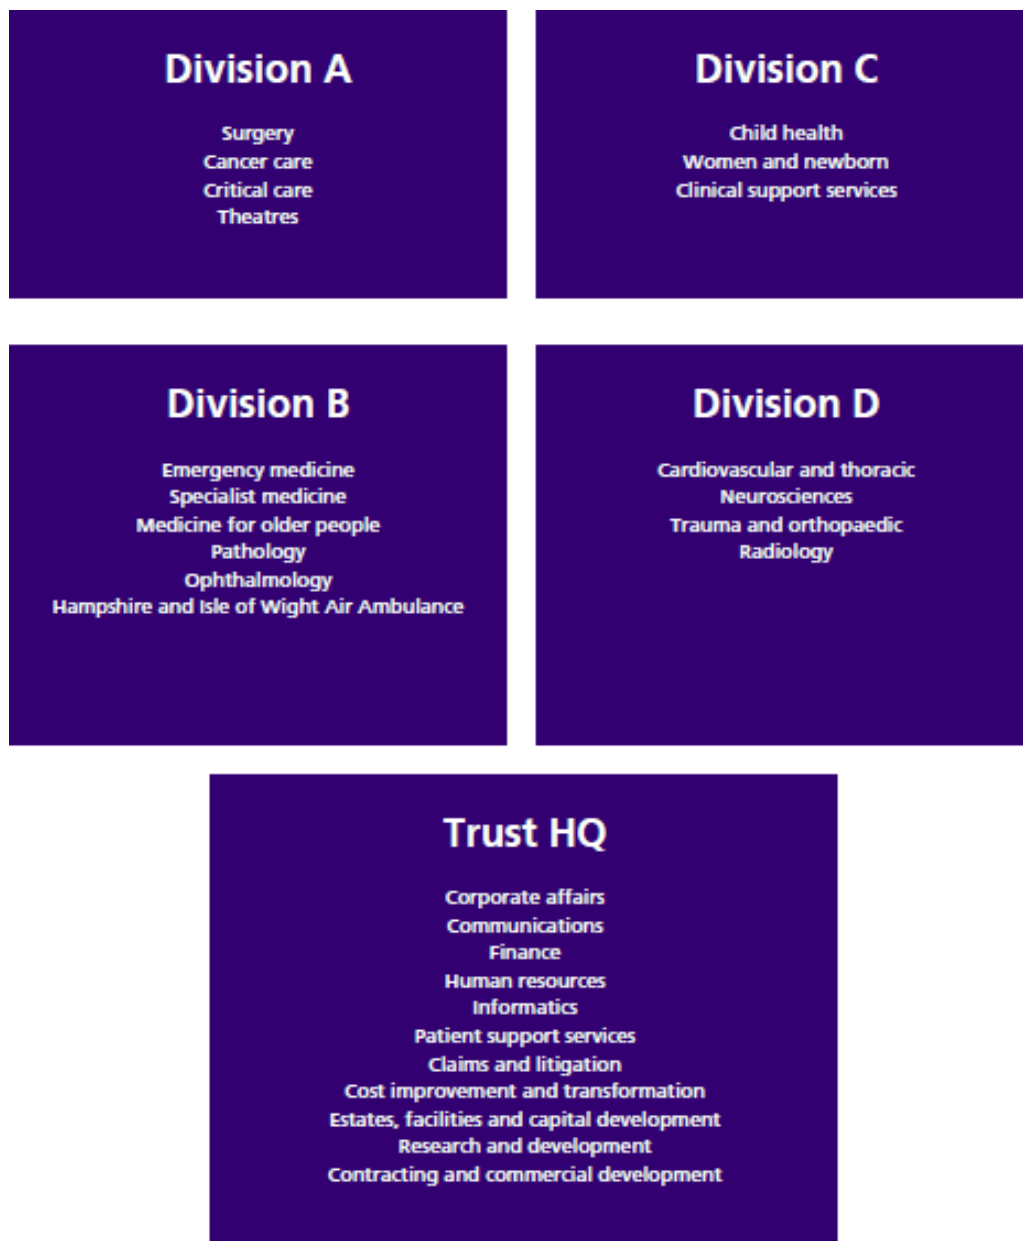 Division A
Surgery
Cancer care
Critical care
Theatres
Division C
Child health
Women and newborn
Clinical support services
Division B
Emergency medicine
Specialist medicine
Medicine for older people
Pathology
Ophthalmology
Hampshire and Isle of Wight Air Ambulance
Division D
Cardiovascular and thoracic
Neurosciences
Trauma and orthopaedic
Radiology
Trust HQ
Corporate affairs
Communications
Finance
Human resources
Informatics
Patient support services
Claims and litigation
Cost improvement and transformation
Estates, facilities and capital development
Research and development
Contracting and commercial development